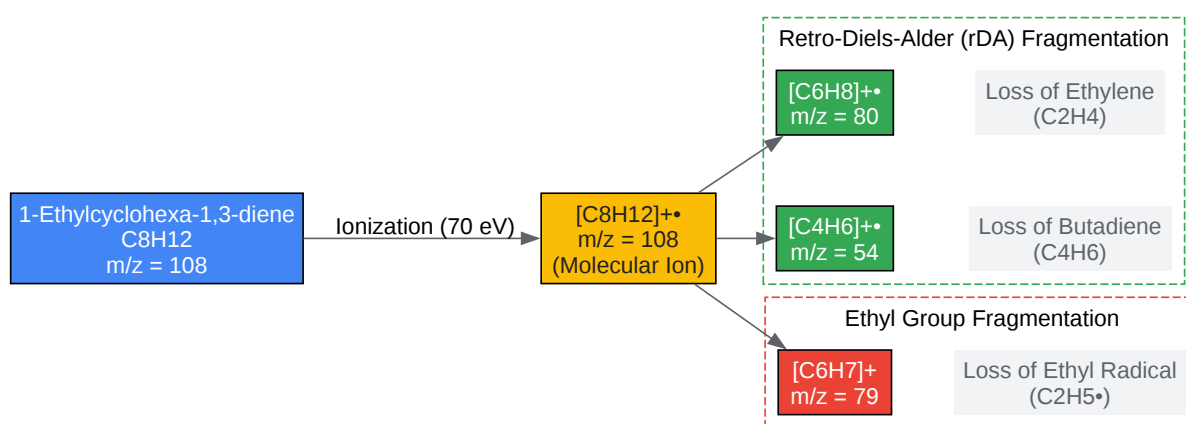 Retro-Diels-Alder (rDA) Fragmentation
[C6H8]+•
m/z = 80
Loss of Ethylene
(C2H4)
1-Ethylcyclohexa-1,3-diene
C8H12
m/z = 108
Ionization (70 eV)
[C8H12]+•
m/z = 108
(Molecular Ion)
[C4H6]+•
m/z = 54
Loss of Butadiene
(C4H6)
Ethyl Group Fragmentation
[C6H7]+
m/z = 79
Loss of Ethyl Radical
(C2H5•)